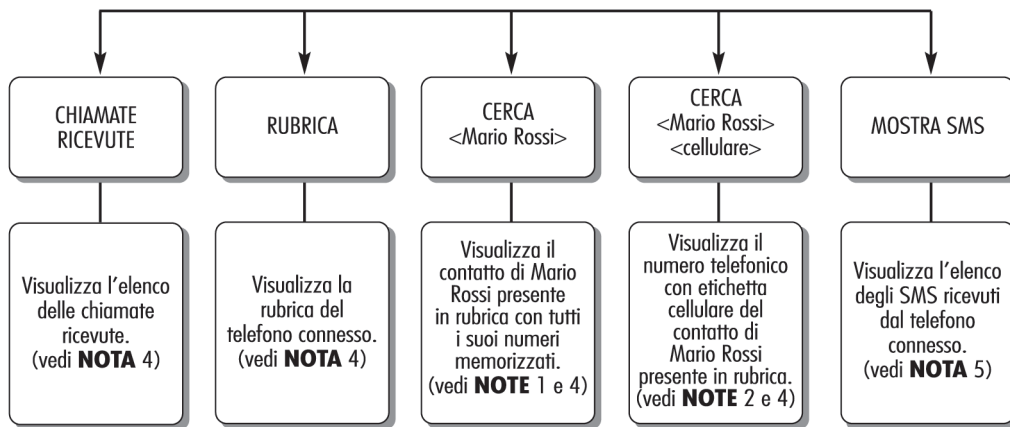 CHIAMATE
RICEVUTE
RUBRICA
CERCA
<Mario Rossi>
CERCA
<Mario Rossi>
<cellulare>
MOSTRA SMS
Visualizza l'elenco
delle chiamate
ricevute.
(vedi NOTA 4)
Visualizza la
rubrica del
telefono connesso.
(vedi NOTA 4)
Visualizza il
contatto di Mario
Rossi presente
in rubrica con tutti
i suoi numeri
memorizzati.
(vedi NOTE 1 e 4)
Visualizza il
numero telefonico
con etichetta
cellulare del
contatto di
Mario Rossi
presente in rubrica.
(vedi NOTE 2 e 4)
Visualizza l'elenco
degli SMS ricevuti
dal telefono
connesso.
(vedi NOTA 5)